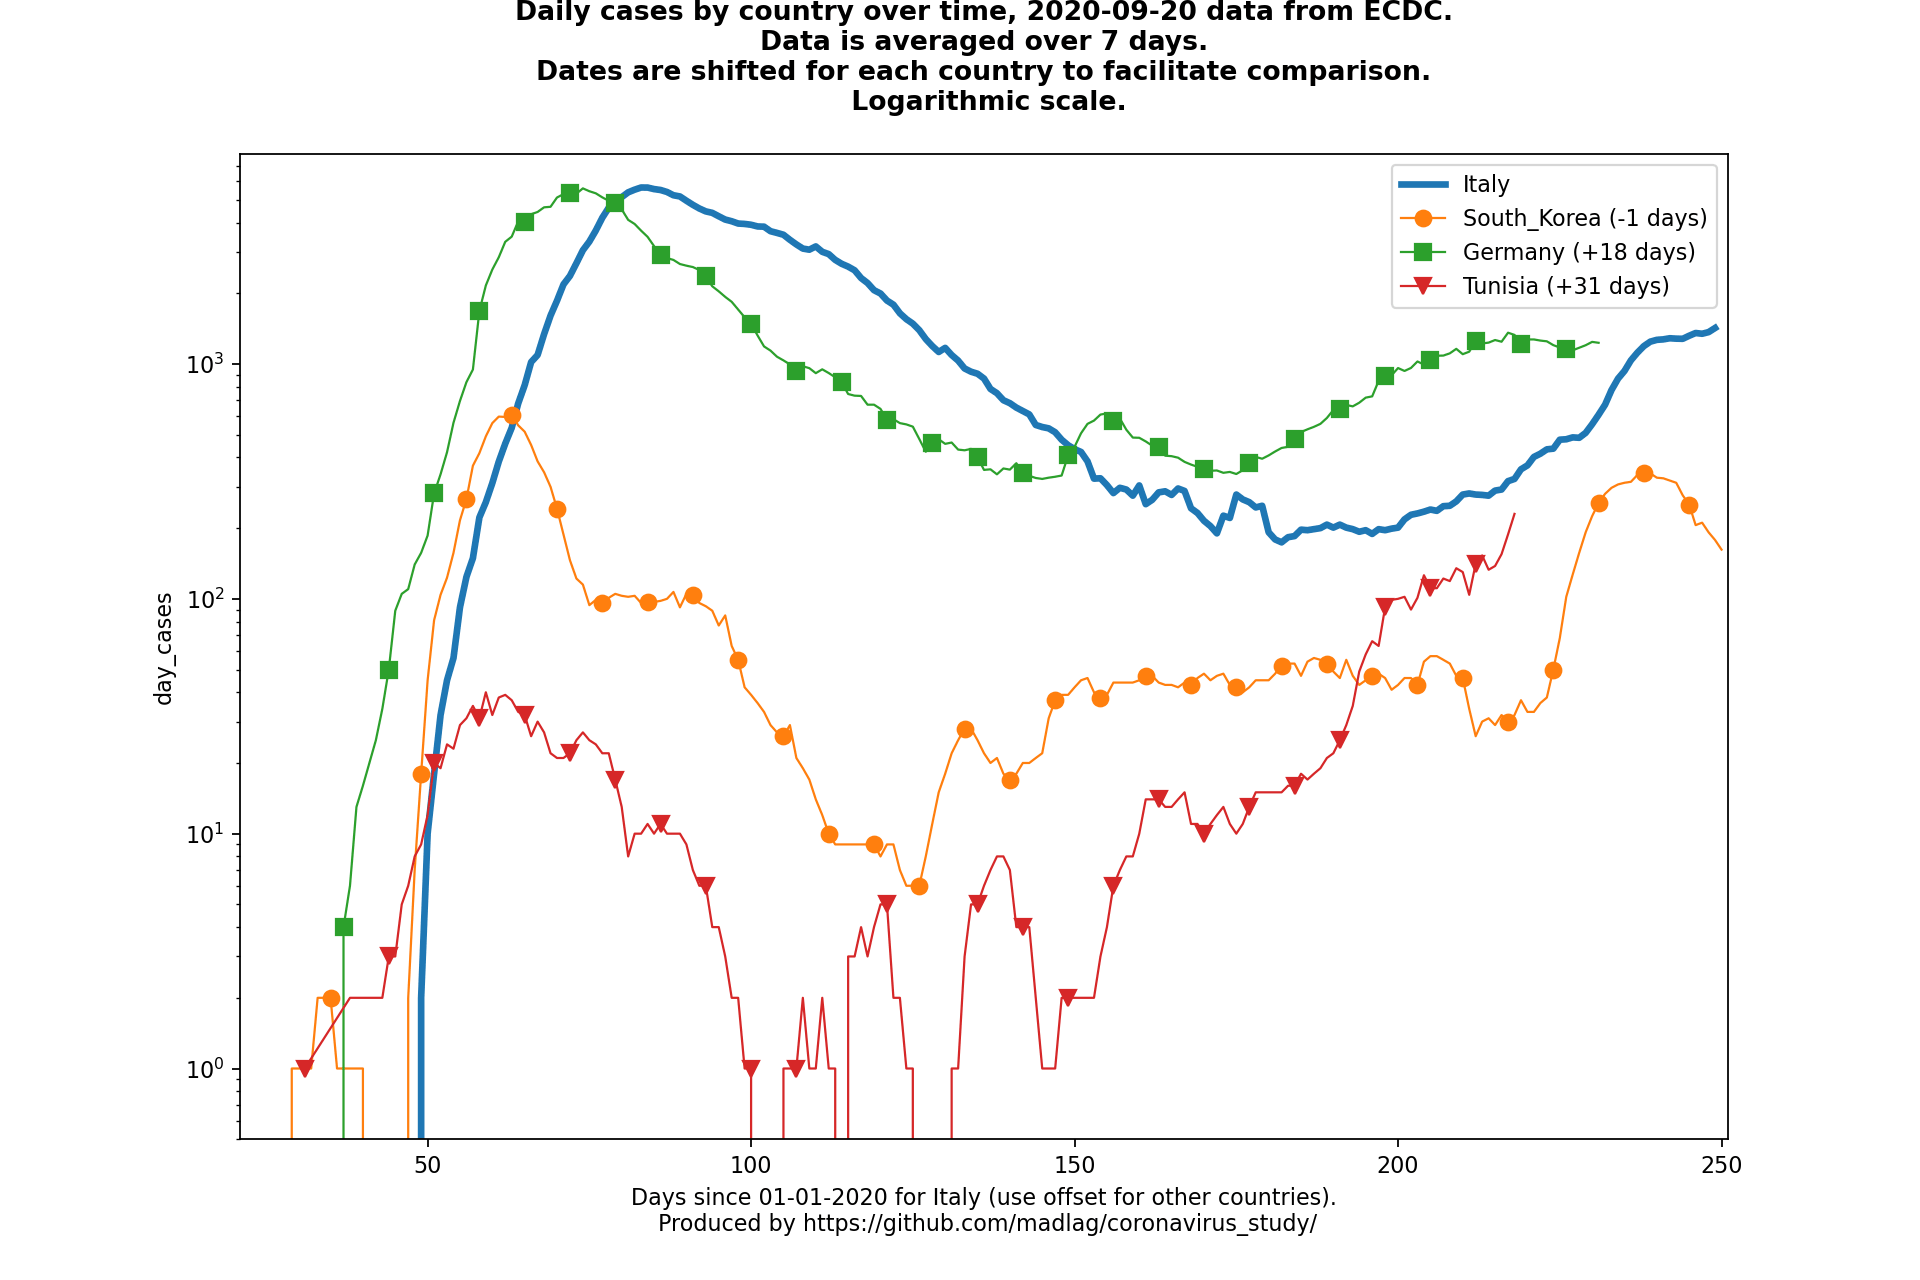 Daily cases by country over time, 2020-09-20 data from ECDC.
Data is averaged over 7 days.
Dates are shifted for each country to facilitate comparison.
Logarithmic scale.
Italy
South_Korea (-1 days)
Germany (+18 days)
Tunisia (+31 days)
day_cases
10³
10²
10¹
10⁰
50 100 150 200 250
Days since 01-01-2020 for Italy (use offset for other countries).
Produced by https://github.com/madlag/coronavirus_study/